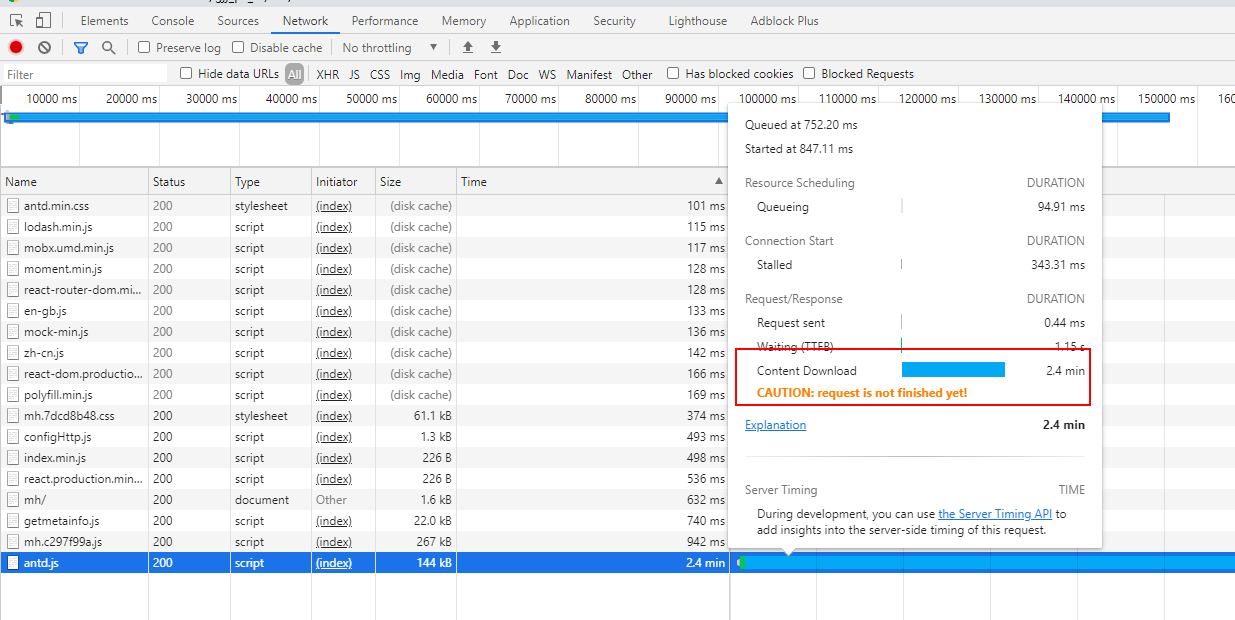 Elements Console Sources Network Performance Memory Application Security Lighthouse Adblock Plus
Preserve log Disable cache No throttling ▼
Filter Hide data URLs All XHR JS CSS Img Media Font Doc WS Manifest Other Has blocked cookies Blocked Requests
10000 ms 20000 ms 30000 ms 40000 ms 50000 ms 60000 ms 70000 ms 80000 ms 90000 ms 100000 ms 110000 ms 120000 ms 130000 ms 140000 ms 150000 ms 160
Name Status Type Initiator Size Time ▲
antd.min.css 200 stylesheet (index) (disk cache) 101 ms
lodash.min.js 200 script (index) (disk cache) 115 ms
mobx.umd.min.js 200 script (index) (disk cache) 117 ms
moment.min.js 200 script (index) (disk cache) 128 ms
react-router-dom.mi... 200 script (index) (disk cache) 128 ms
en-gb.js 200 script (index) (disk cache) 133 ms
mock-min.js 200 script (index) (disk cache) 136 ms
zh-cn.js 200 script (index) (disk cache) 142 ms
react-dom.productio... 200 script (index) (disk cache) 166 ms
polyfill.min.js 200 script (index) (disk cache) 169 ms
mh.7dcd8b48.css 200 stylesheet (index) 61.1 kB 374 ms
configHttp.js 200 script (index) 1.3 kB 493 ms
index.min.js 200 script (index) 226 B 498 ms
react.production.min... 200 script (index) 226 B 536 ms
mh/ 200 document Other 1.6 kB 632 ms
getmetainfo.js 200 script (index) 22.0 kB 740 ms
mh.c297f99a.js 200 script (index) 267 kB 942 ms
antd.js 200 script (index) 144 kB 2.4 min
Queued at 752.20 ms
Started at 847.11 ms
Resource Scheduling DURATION
Queueing 94.91 ms
Connection Start DURATION
Stalled 343.31 ms
Request/Response DURATION
Request sent 0.44 ms
Waiting (TTFB) 1.15 s
Content Download 2.4 min
CAUTION: request is not finished yet!
Explanation 2.4 min
Server Timing TIME
During development, you can use the Server Timing API to
add insights into the server-side timing of this request.